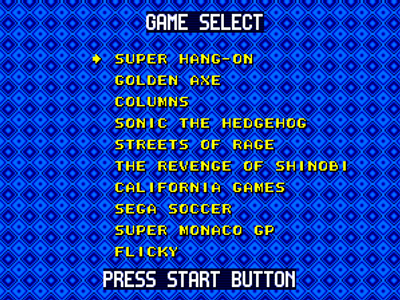 GAME SELECT
SUPER HANG-ON
GOLDEN AXE
COLUMNS
SONIC THE HEDGEHOG
STREETS OF RAGE
THE REVENGE OF SHINOBI
CALIFORNIA GAMES
SEGA SOCCER
SUPER MONACO GP
FLICKY
PRESS START BUTTON